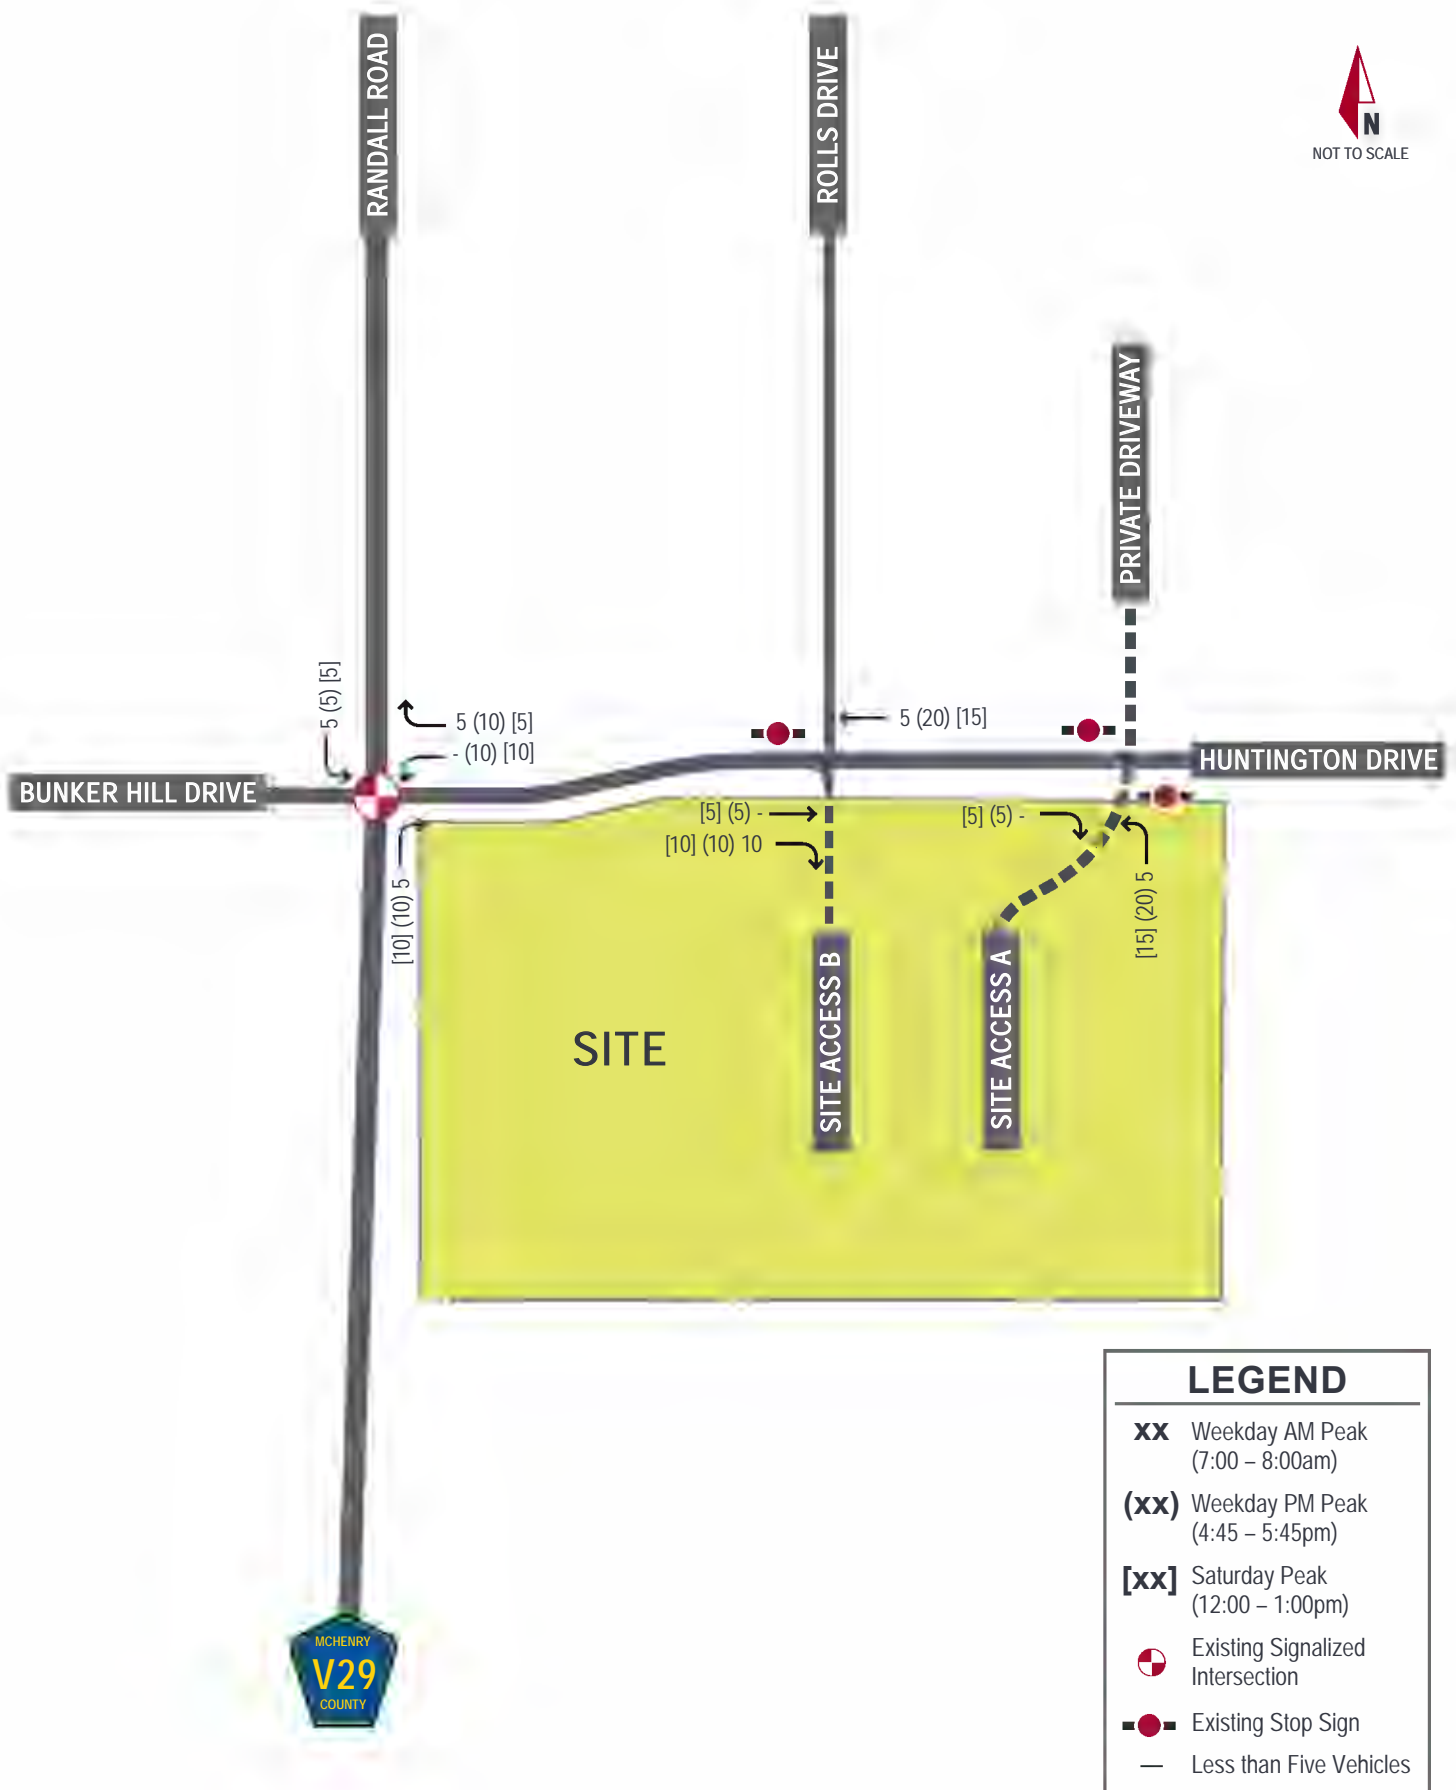 RANDALL ROAD
ROLLS DRIVE
N
NOT TO SCALE
PRIVATE DRIVEWAY
5 (5) [5]
5 (10) [5]
- (10) [10]
5 (20) [15]
BUNKER HILL DRIVE
HUNTINGTON DRIVE
[5] (5) -
[10] (10) 10
[5] (5) -
[10] (10) 5
[15] (20) 5
SITE
SITE ACCESS B
SITE ACCESS A
LEGEND
xx Weekday AM Peak
(7:00 – 8:00am)
(xx) Weekday PM Peak
(4:45 – 5:45pm)
[xx] Saturday Peak
(12:00 – 1:00pm)
Existing Signalized
Intersection
Existing Stop Sign
— Less than Five Vehicles
MCHENRY
V29
COUNTY